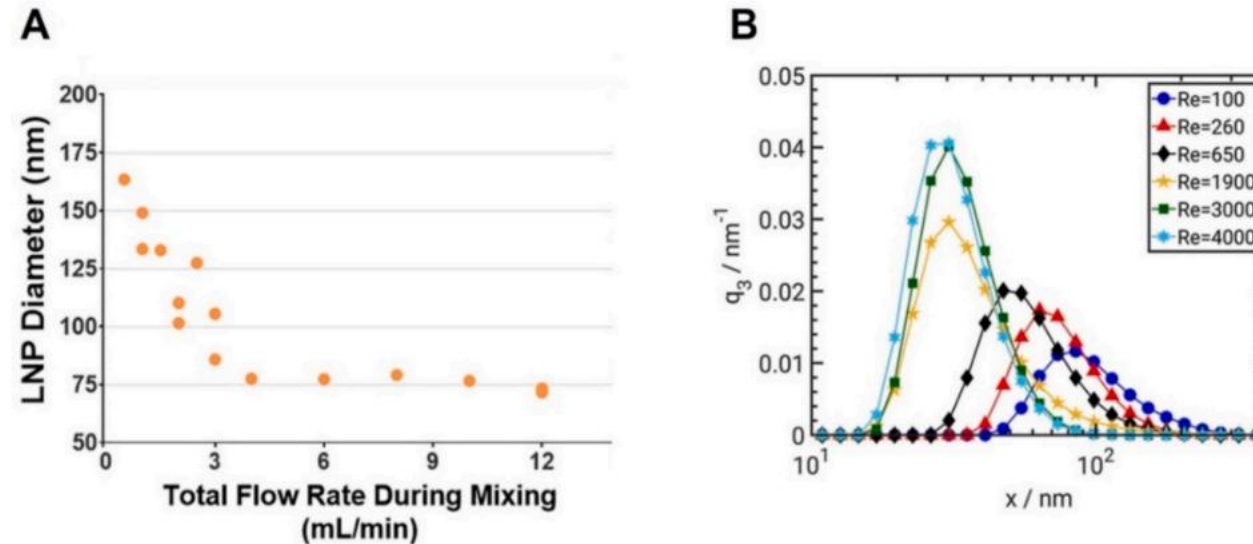 A
LNP Diameter (nm)
200
175
150
125
100
75
50
0 3 6 9 12
Total Flow Rate During Mixing
(mL/min)
B
q3 / nm-1
0.05
0.04
0.03
0.02
0.01
0
10¹ 10²
x / nm
Re=100
Re=260
Re=650
Re=1900
Re=3000
Re=4000